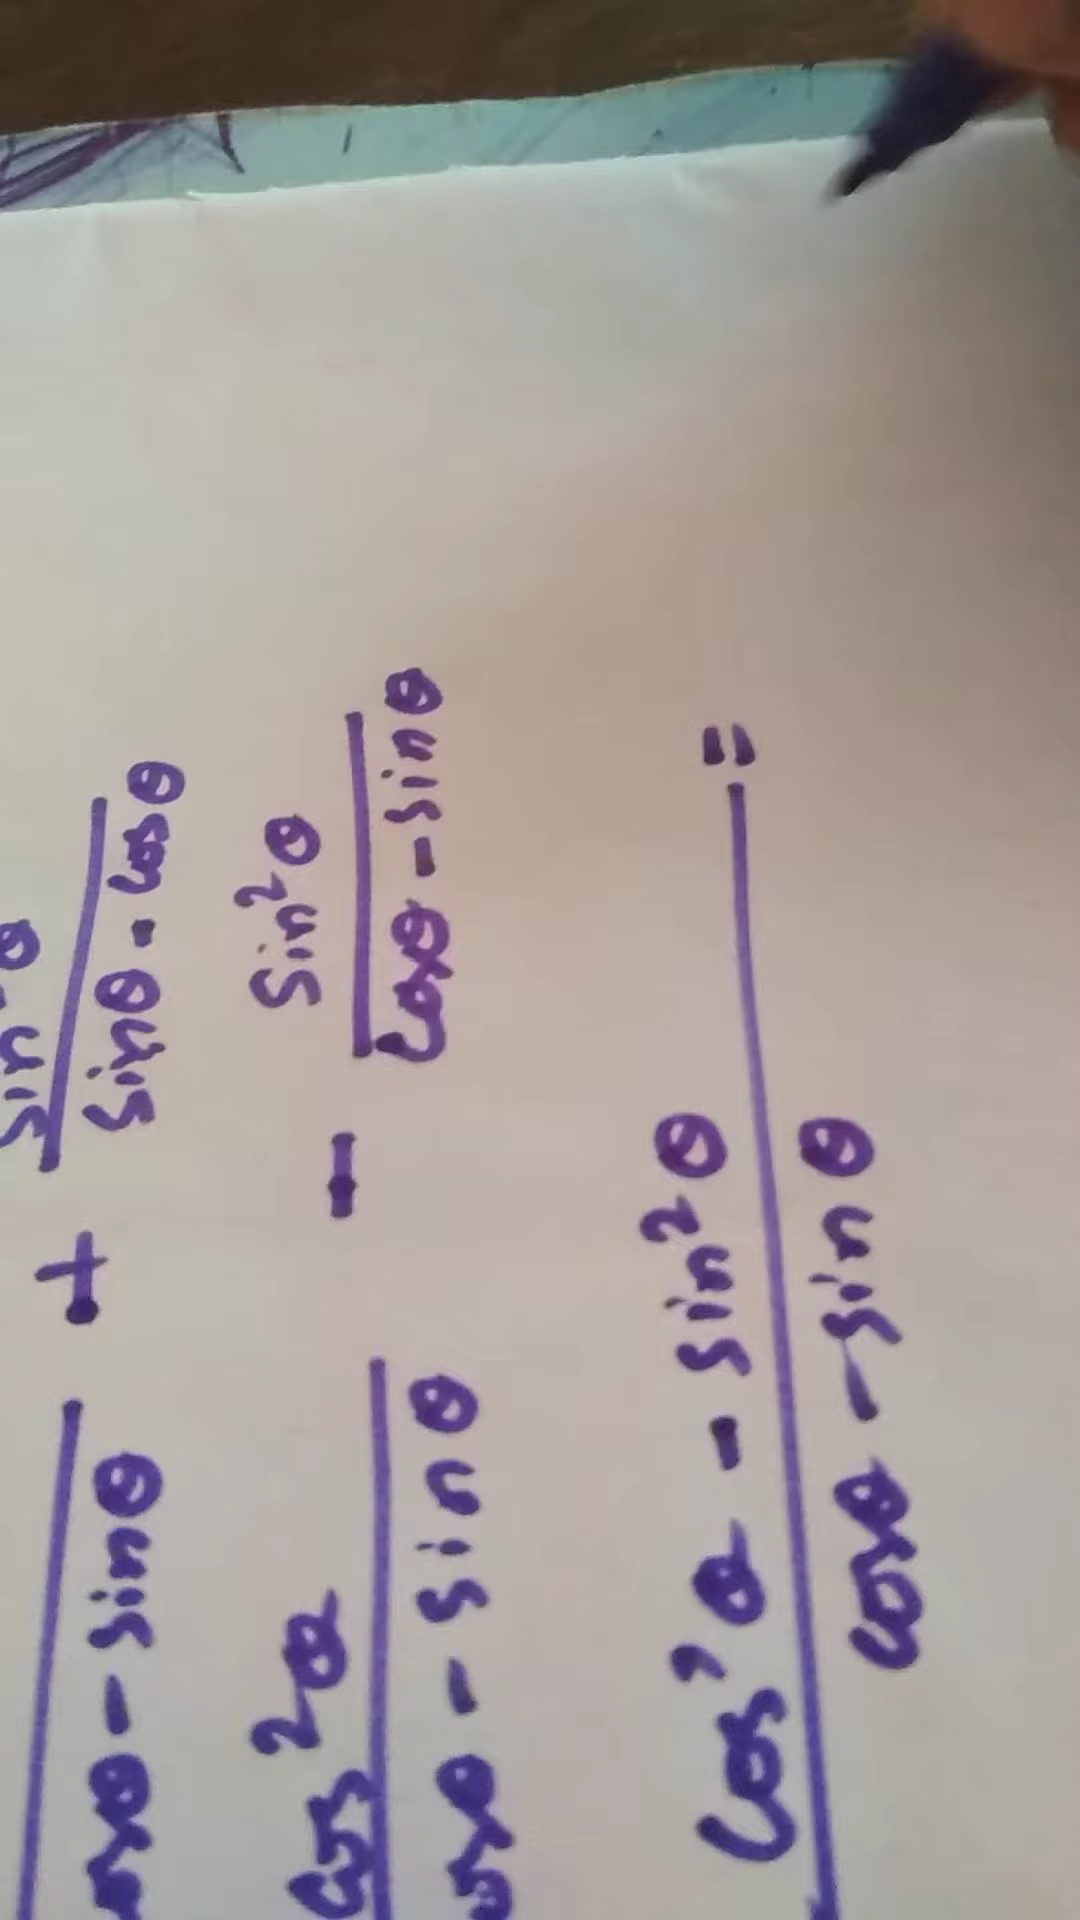 sin²θ
cosθ - sinθ + sinθ - cosθ
cos²θ - sin²θ
cosθ - sinθ cosθ - sinθ
cos²θ - sin²θ =
cosθ - sinθ